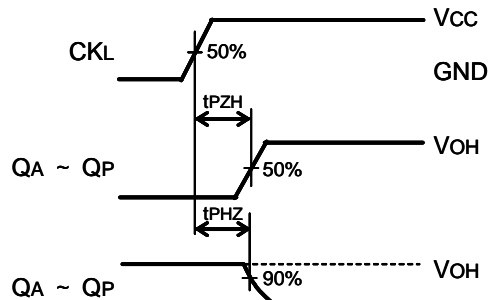 VCC
CKL
50%
GND
tPZH
VOH
QA ~ QP
50%
tPHZ
VOH
90%
QA ~ QP